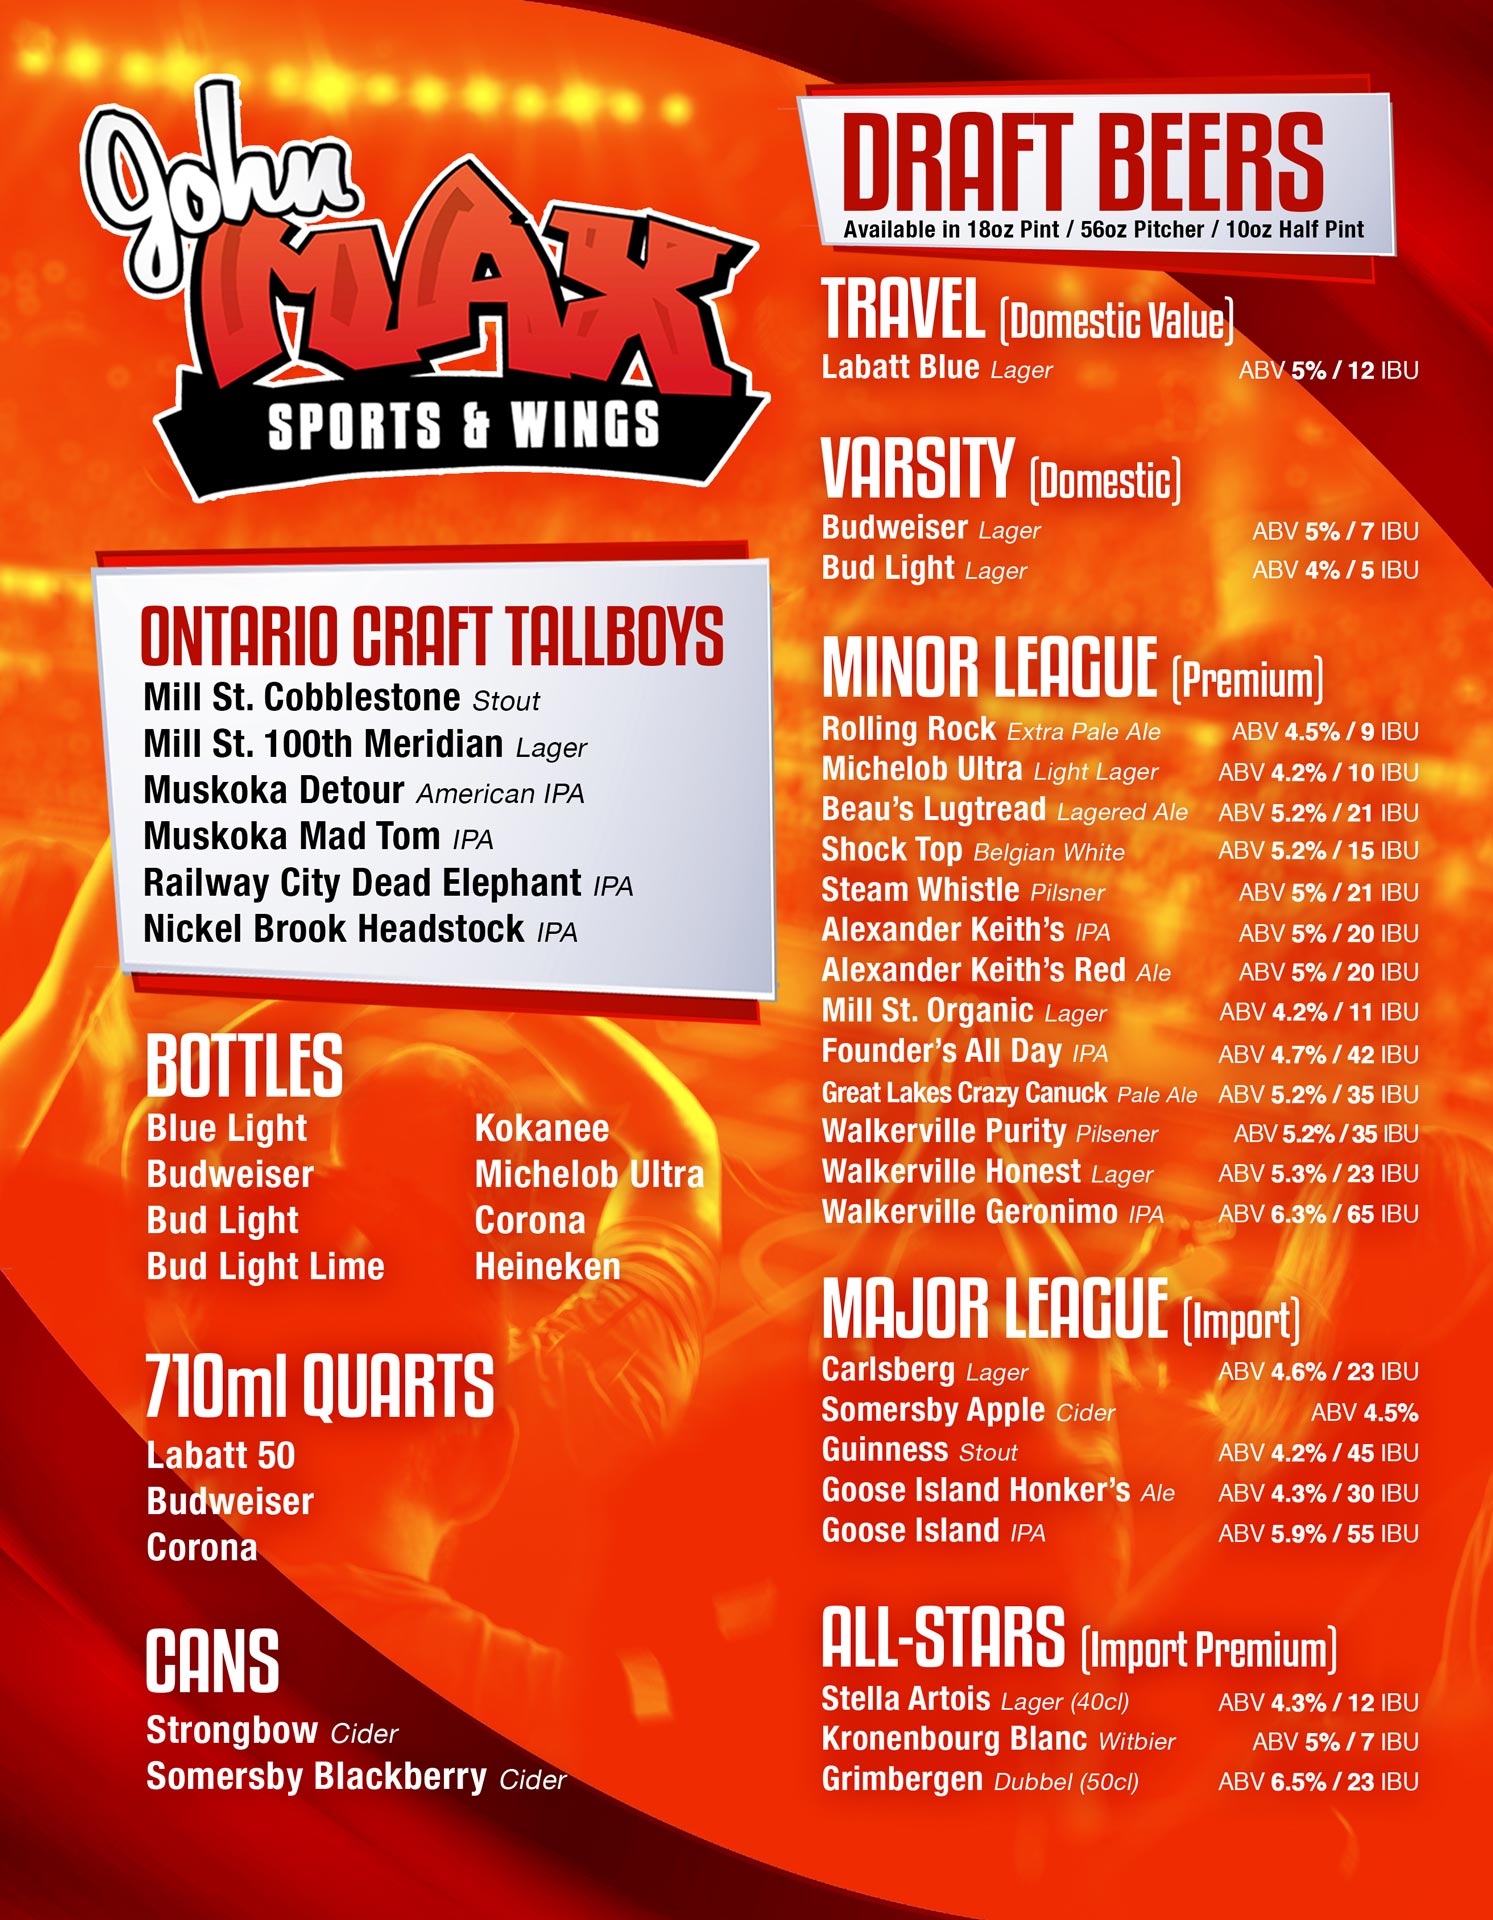 John
MAX
SPORTS & WINGS
ONTARIO CRAFT TALLBOYS
Mill St. Cobblestone Stout
Mill St. 100th Meridian Lager
Muskoka Detour American IPA
Muskoka Mad Tom IPA
Railway City Dead Elephant IPA
Nickel Brook Headstock IPA
BOTTLES
Blue Light
Budweiser
Bud Light
Bud Light Lime
Kokanee
Michelob Ultra
Corona
Heineken
710ml QUARTS
Labatt 50
Budweiser
Corona
CANS
Strongbow Cider
Somersby Blackberry Cider
DRAFT BEERS
Available in 18oz Pint / 56oz Pitcher / 10oz Half Pint
TRAVEL (Domestic Value)
Labatt Blue Lager ABV 5% / 12 IBU
VARSITY (Domestic)
Budweiser Lager ABV 5% / 7 IBU
Bud Light Lager ABV 4% / 5 IBU
MINOR LEAGUE (Premium)
Rolling Rock Extra Pale Ale ABV 4.5% / 9 IBU
Michelob Ultra Light Lager ABV 4.2% / 10 IBU
Beau's Lugtread Lagered Ale ABV 5.2% / 21 IBU
Shock Top Belgian White ABV 5.2% / 15 IBU
Steam Whistle Pilsner ABV 5% / 21 IBU
Alexander Keith's IPA ABV 5% / 20 IBU
Alexander Keith's Red Ale ABV 5% / 20 IBU
Mill St. Organic Lager ABV 4.2% / 11 IBU
Founder's All Day IPA ABV 4.7% / 42 IBU
Great Lakes Crazy Canuck Pale Ale ABV 5.2% / 35 IBU
Walkerville Purity Pilsener ABV 5.2% / 35 IBU
Walkerville Honest Lager ABV 5.3% / 23 IBU
Walkerville Geronimo IPA ABV 6.3% / 65 IBU
MAJOR LEAGUE (Import)
Carlsberg Lager ABV 4.6% / 23 IBU
Somersby Apple Cider ABV 4.5%
Guinness Stout ABV 4.2% / 45 IBU
Goose Island Honker's Ale ABV 4.3% / 30 IBU
Goose Island IPA ABV 5.9% / 55 IBU
ALL-STARS (Import Premium)
Stella Artois Lager (40cl) ABV 4.3% / 12 IBU
Kronenbourg Blanc Witbier ABV 5% / 7 IBU
Grimbergen Dubbel (50cl) ABV 6.5% / 23 IBU